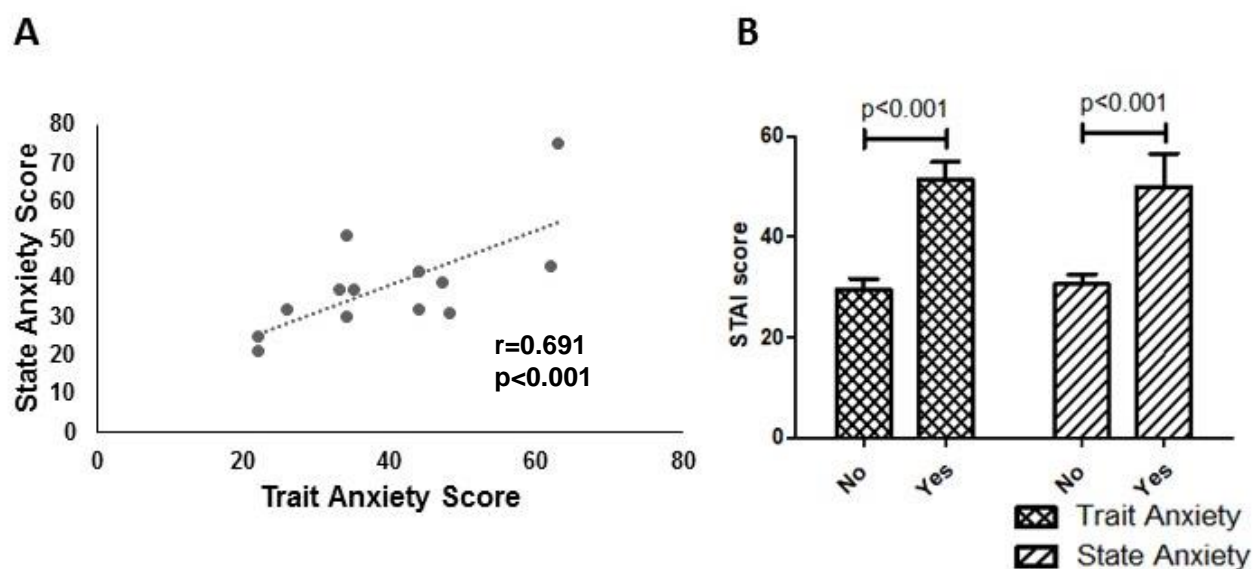 A
State Anxiety Score
80
70
60
50
40
30
20
10
0
0 20 40 60 80
Trait Anxiety Score
r=0.691
p<0.001
B
p<0.001 p<0.001
STAI score
60
40
20
0
No Yes No Yes
Trait Anxiety
State Anxiety